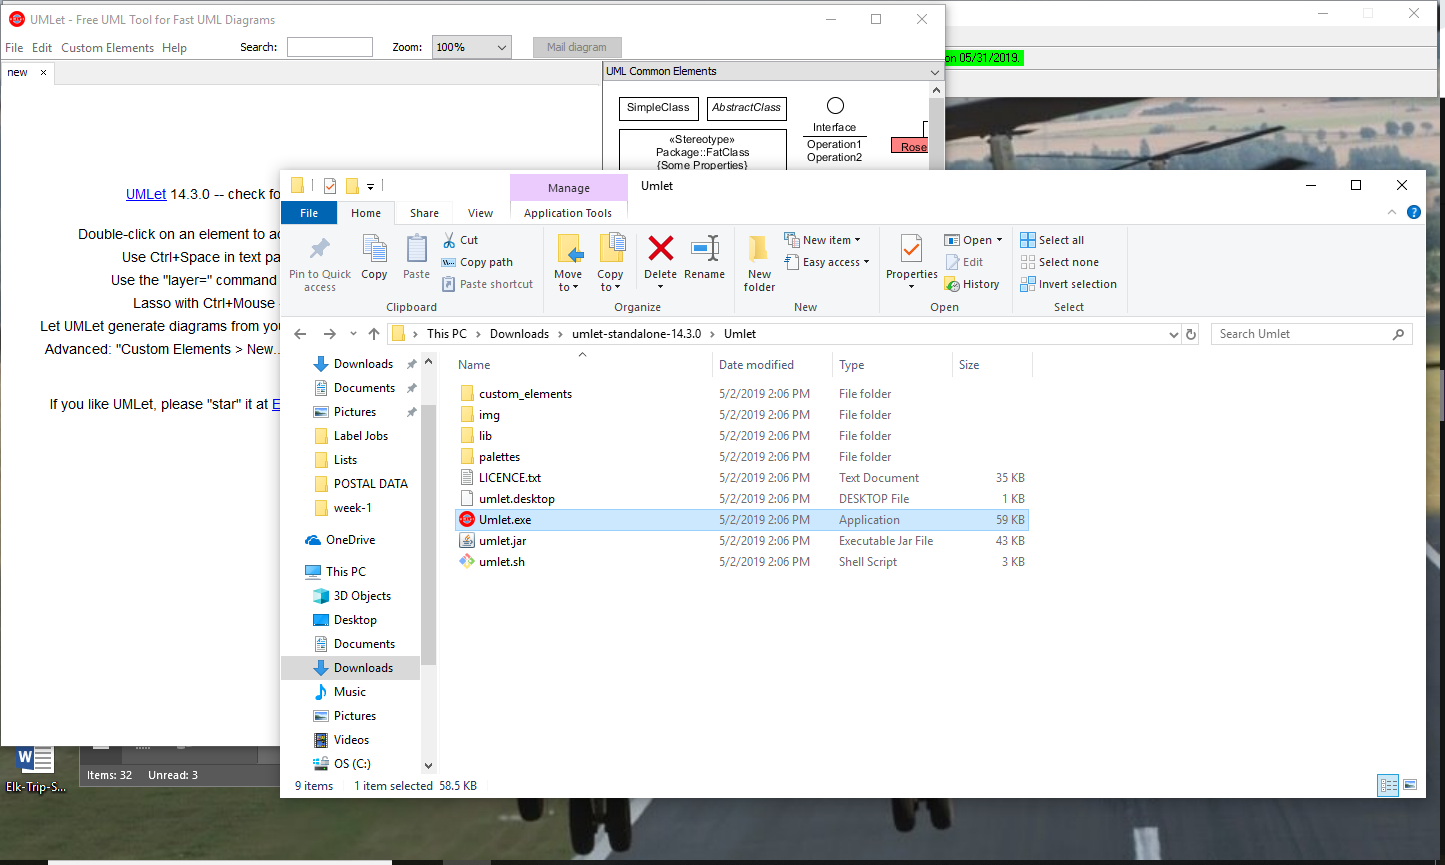 UMLet - Free UML Tool for Fast UML Diagrams
File Edit Custom Elements Help Search: Zoom: 100% Mail diagram
on 05/31/2019.
new x
UML Common Elements
SimpleClass AbstractClass
Interface
Operation1
Operation2
«Stereotype»
Package::FatClass
{Some Properties}
Rose
UMLet 14.3.0 -- check fo
Double-click on an element to ac
Use Ctrl+Space in text pa
Use the "layer=" command
Lasso with Ctrl+Mouse
Let UMLet generate diagrams from you
Advanced: "Custom Elements > New..
If you like UMLet, please "star" it at E
Manage Umlet
File Home Share View Application Tools
Pin to Quick access
Copy
Paste
Cut
Copy path
Paste shortcut
Clipboard
Move to
Copy to
Delete
Rename
Organize
New folder
New item
Easy access
New
Properties
Open
Edit
History
Open
Select all
Select none
Invert selection
Select
This PC > Downloads > umlet-standalone-14.3.0 > Umlet
Search Umlet
Downloads
Documents
Pictures
Label Jobs
Lists
POSTAL DATA
week-1
OneDrive
This PC
3D Objects
Desktop
Documents
Downloads
Music
Pictures
Videos
OS (C:)
Name Date modified Type Size
custom_elements 5/2/2019 2:06 PM File folder
img 5/2/2019 2:06 PM File folder
lib 5/2/2019 2:06 PM File folder
palettes 5/2/2019 2:06 PM File folder
LICENCE.txt 5/2/2019 2:06 PM Text Document 35 KB
umlet.desktop 5/2/2019 2:06 PM DESKTOP File 1 KB
Umlet.exe 5/2/2019 2:06 PM Application 59 KB
umlet.jar 5/2/2019 2:06 PM Executable Jar File 43 KB
umlet.sh 5/2/2019 2:06 PM Shell Script 3 KB
9 items 1 item selected 58.5 KB
Items: 32 Unread: 3
Elk-Trip-S...